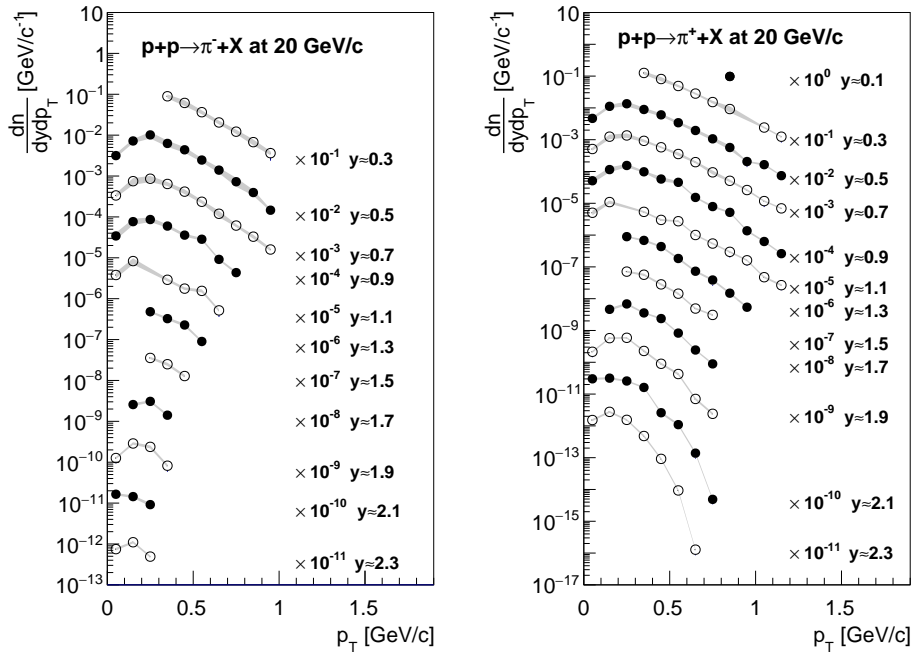 p+p→π⁻+X at 20 GeV/c
dn
dydp_T [GeV/c⁻¹]
10
1
10⁻¹
10⁻²
10⁻³
10⁻⁴
10⁻⁵
10⁻⁶
10⁻⁷
10⁻⁸
10⁻⁹
10⁻¹⁰
10⁻¹¹
10⁻¹²
10⁻¹³
× 10⁻¹ y≈0.3
× 10⁻² y≈0.5
× 10⁻³ y≈0.7
× 10⁻⁴ y≈0.9
× 10⁻⁵ y≈1.1
× 10⁻⁶ y≈1.3
× 10⁻⁷ y≈1.5
× 10⁻⁸ y≈1.7
× 10⁻⁹ y≈1.9
× 10⁻¹⁰ y≈2.1
× 10⁻¹¹ y≈2.3
0 0.5 1 1.5 2
p_T [GeV/c]
p+p→π⁺+X at 20 GeV/c
dn
dydp_T [GeV/c⁻¹]
10
10⁻¹
10⁻³
10⁻⁵
10⁻⁷
10⁻⁹
10⁻¹¹
10⁻¹³
10⁻¹⁵
10⁻¹⁷
× 10⁰ y≈0.1
× 10⁻¹ y≈0.3
× 10⁻² y≈0.5
× 10⁻³ y≈0.7
× 10⁻⁴ y≈0.9
× 10⁻⁵ y≈1.1
× 10⁻⁶ y≈1.3
× 10⁻⁷ y≈1.5
× 10⁻⁸ y≈1.7
× 10⁻⁹ y≈1.9
× 10⁻¹⁰ y≈2.1
× 10⁻¹¹ y≈2.3
0 0.5 1 1.5 2
p_T [GeV/c]